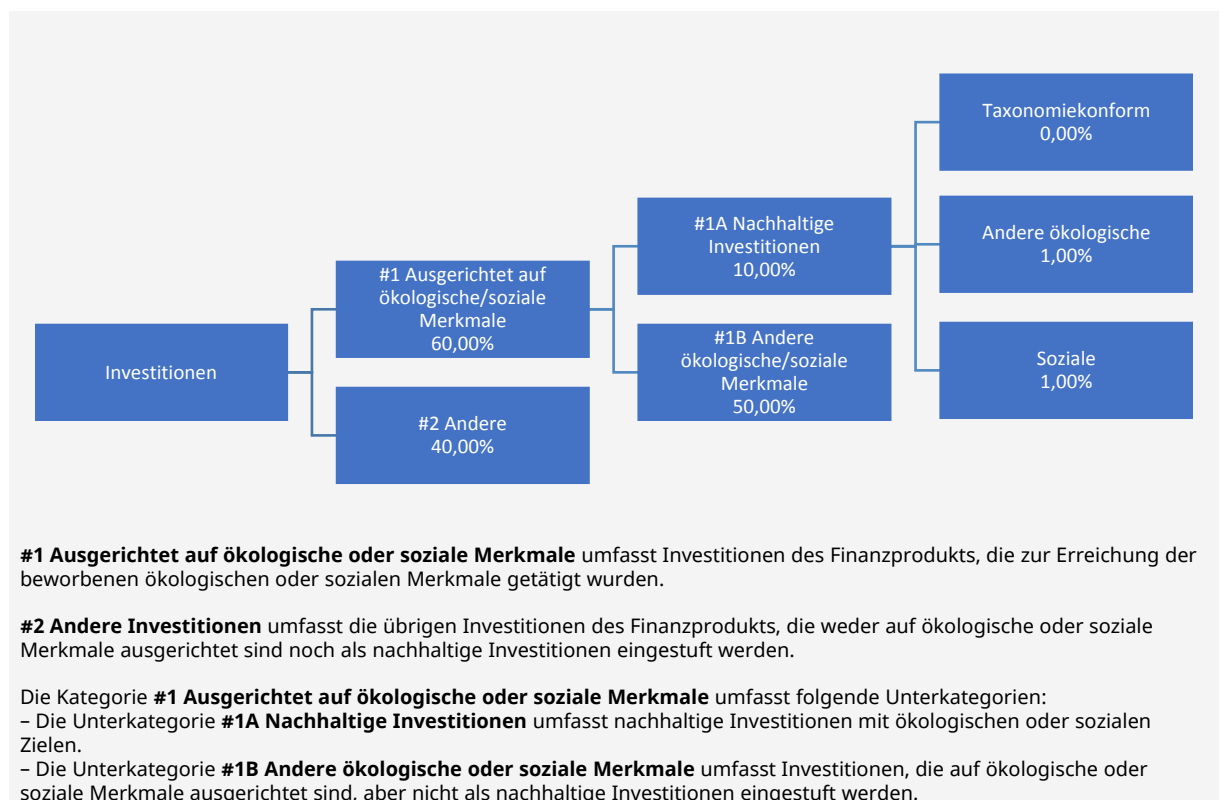 Investitionen
#1 Ausgerichtet auf
ökologische/soziale
Merkmale
60,00%
#2 Andere
40,00%
#1A Nachhaltige
Investitionen
10,00%
#1B Andere
ökologische/soziale
Merkmale
50,00%
Taxonomiekonform
0,00%
Andere ökologische
1,00%
Soziale
1,00%
#1 Ausgerichtet auf ökologische oder soziale Merkmale umfasst Investitionen des Finanzprodukts, die zur Erreichung der
beworbenen ökologischen oder sozialen Merkmale getätigt wurden.
#2 Andere Investitionen umfasst die übrigen Investitionen des Finanzprodukts, die weder auf ökologische oder soziale
Merkmale ausgerichtet sind noch als nachhaltige Investitionen eingestuft werden.
Die Kategorie #1 Ausgerichtet auf ökologische oder soziale Merkmale umfasst folgende Unterkategorien:
– Die Unterkategorie #1A Nachhaltige Investitionen umfasst nachhaltige Investitionen mit ökologischen oder sozialen
Zielen.
– Die Unterkategorie #1B Andere ökologische oder soziale Merkmale umfasst Investitionen, die auf ökologische oder
soziale Merkmale ausgerichtet sind, aber nicht als nachhaltige Investitionen eingestuft werden.